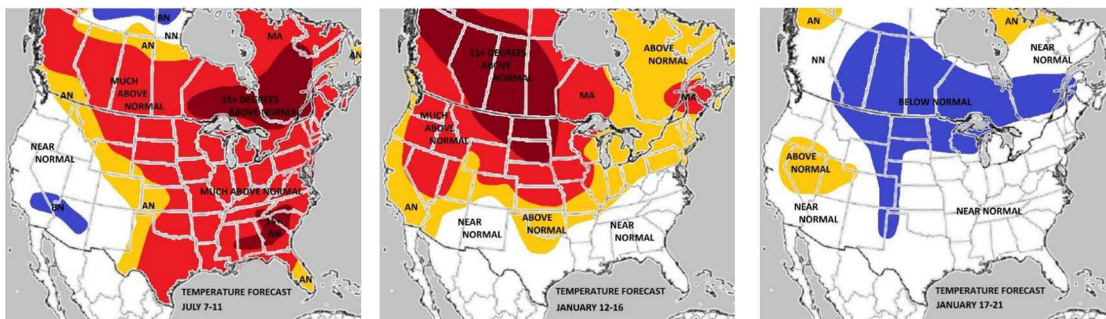 BN
NN
AN
MA
AN
MUCH
ABOVE
NORMAL
15+ DEGREES
ABOVE NORMAL
AN
NEAR
NORMAL
BN
AN
MUCH ABOVE NORMAL
AN
AN
TEMPERATURE FORECAST
JULY 7-11
15+ DEGREES
ABOVE
NORMAL
ABOVE
NORMAL
MA
MA
MUCH
ABOVE
NORMAL
AN
NEAR
NORMAL
ABOVE
NORMAL
NEAR
NORMAL
TEMPERATURE FORECAST
JANUARY 12-16
AN
NN
AN
NEAR
NORMAL
BELOW NORMAL
ABOVE
NORMAL
NEAR
NORMAL
NEAR NORMAL
TEMPERATURE FORECAST
JANUARY 17-21